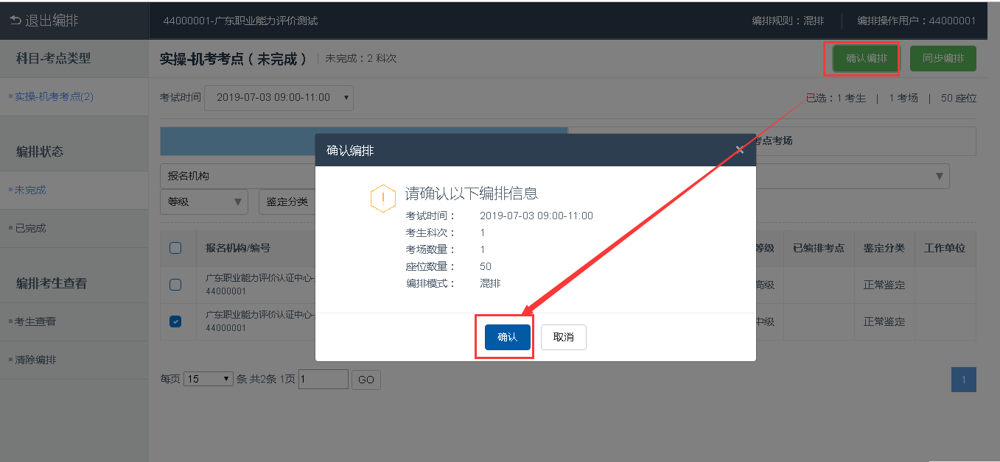 退出编排
44000001-广东职业能力评价测试
编排规则：混排
编排操作用户：44000001
科目-考点类型
实操-机考考点(2)
编排状态
未完成
已完成
编排考生查看
考生查看
清除编排
实操-机考考点（未完成）
未完成：2 科次
确认编排
同步编排
考试时间
2019-07-03 09:00-11:00
已选：1 考生 | 1 考场 | 50 座位
考点考场
报名机构
等级
鉴定分类
报名机构/编号
等级
已编排考点
鉴定分类
工作单位
广东职业能力评价认证中心-
44000001
高级
正常鉴定
广东职业能力评价认证中心-
44000001
中级
正常鉴定
每页 15 条 共2条 1页 1 GO
1
确认编排
×
请确认以下编排信息
考试时间： 2019-07-03 09:00-11:00
考生科次： 1
考场数量： 1
座位数量： 50
编排模式： 混排
确认
取消